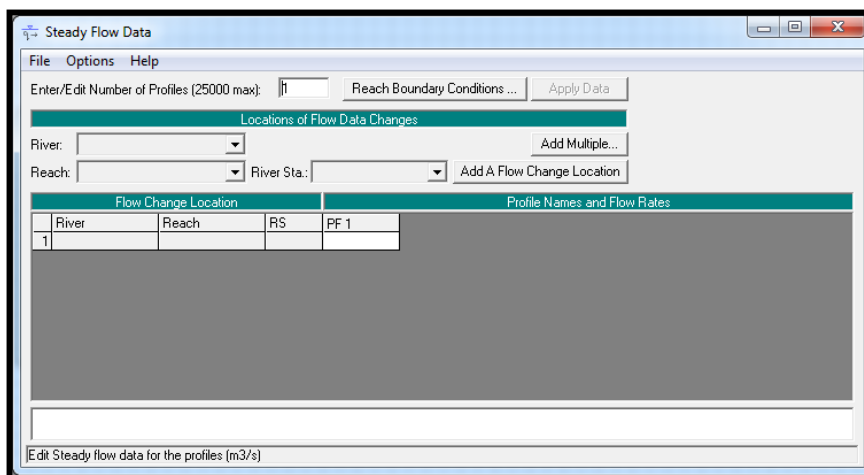 Steady Flow Data
File Options Help
Enter/Edit Number of Profiles (25000 max): 1 Reach Boundary Conditions ... Apply Data
Locations of Flow Data Changes
River: Add Multiple...
Reach: River Sta.: Add A Flow Change Location
Flow Change Location Profile Names and Flow Rates
River Reach RS PF 1
1
Edit Steady flow data for the profiles (m3/s)